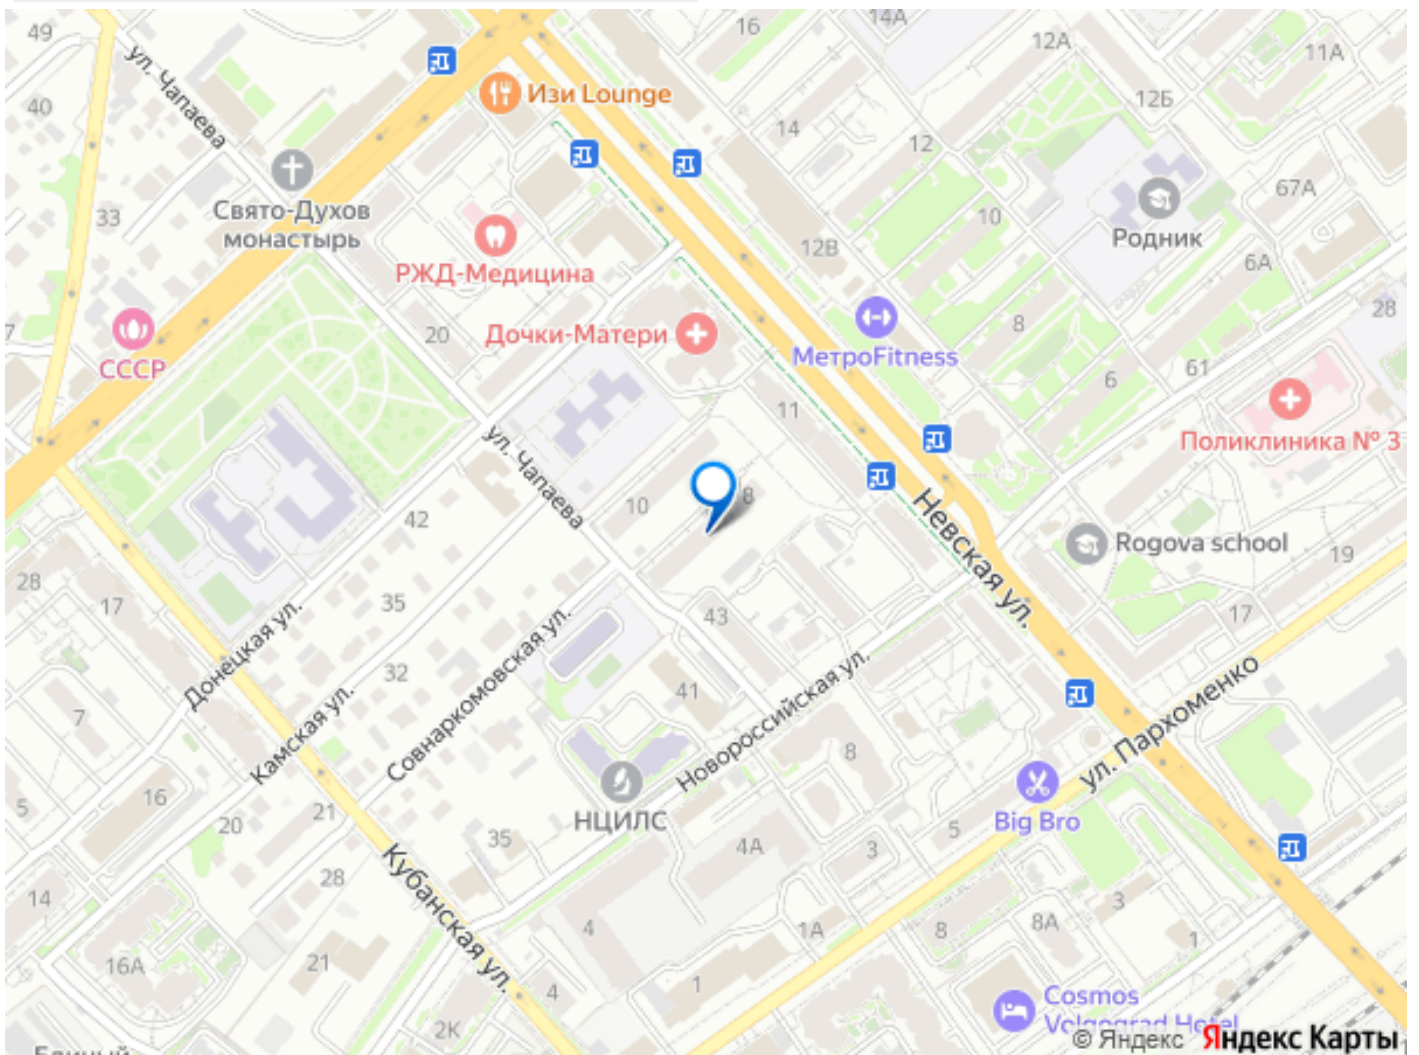 49
ул. Чапаева
40
33
Свято-Духов
монастырь
Изи Lounge
16
14А
12А
11А
12Б
14
12
67А
10
Родник
12В
6А
РЖД-Медицина
20
7
СССР
Дочки-Матери
МетроFitness
8
28
61
6
11
Поликлиника № 3
ул. Чапаева
10
8
42
Невская ул.
Rogova school
19
28
17
35
43
17
Донецкая ул.
32
Совнаркомовская ул.
41
Новороссийская ул.
7
Камская ул.
8
ул. Пархоменко
16
5
20
21
НЦИЛС
Big Bro
35
4А
3
5
28
Кубанская ул.
14
4
1А
8
8А
3
1
16А
21
4
1
2К
Cosmos
Volgograd Hotel
Единый
© Яндекс Яндекс Карты